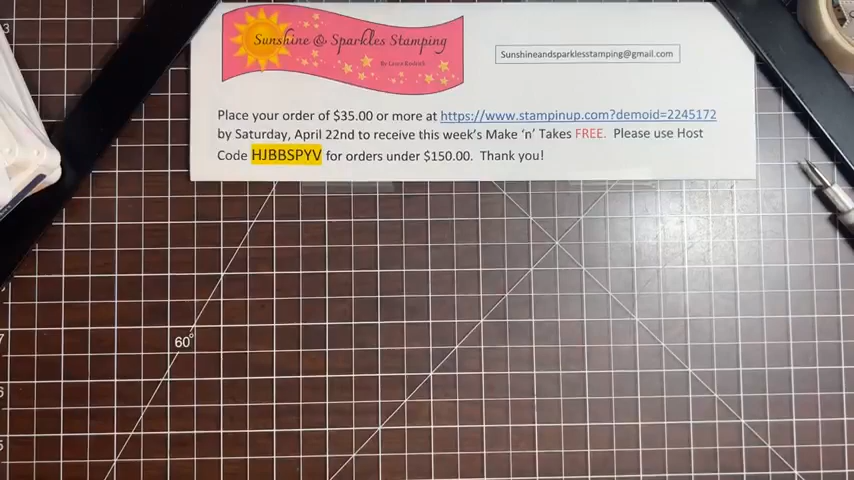 Sunshine & Sparkles Stamping
Sunshineandsparklesstamping@gmail.com
Place your order of $35.00 or more at https://www.stampinup.com?demoid=2245172
by Saturday, April 22nd to receive this week's Make 'n' Takes FREE. Please use Host
Code HJBBSPYV for orders under $150.00. Thank you!
60°